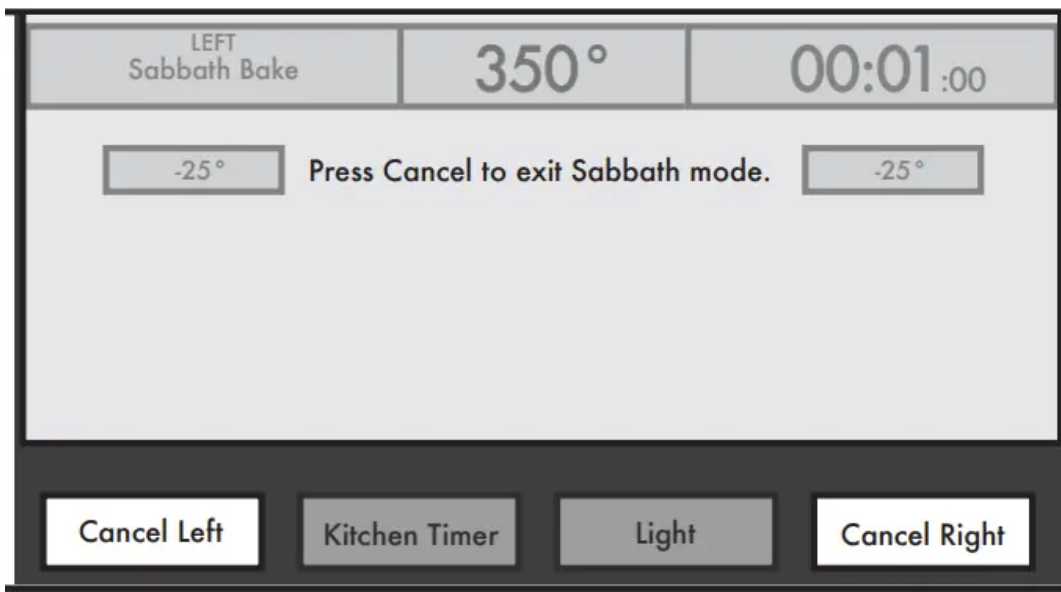 LEFT
Sabbath Bake
350°
00:01:00
-25°
Press Cancel to exit Sabbath mode.
-25°
Cancel Left
Kitchen Timer
Light
Cancel Right